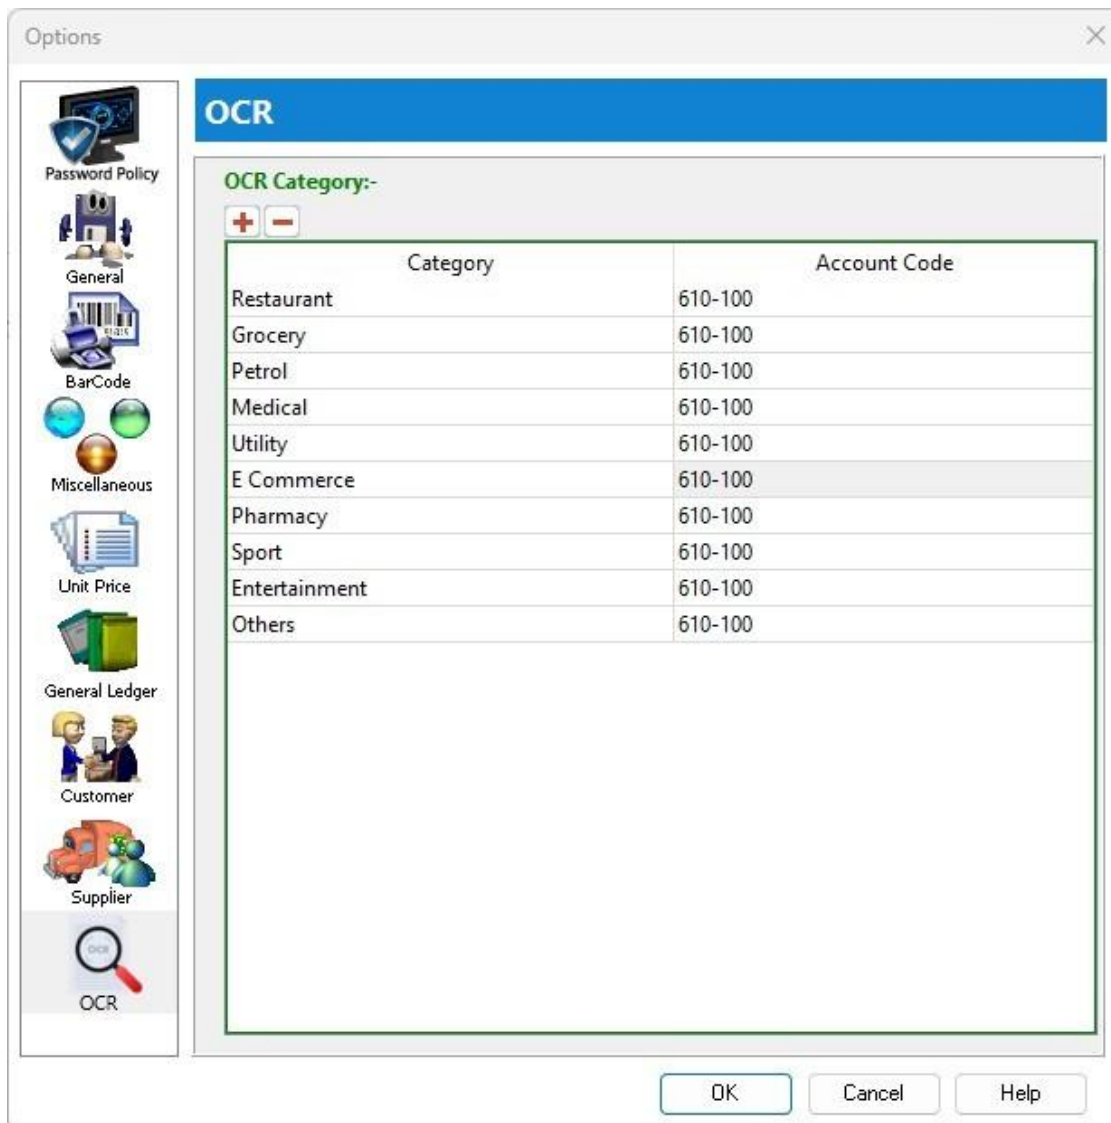 Options
OCR
Password Policy
General
BarCode
Miscellaneous
Unit Price
General Ledger
Customer
Supplier
OCR
OCR Category:-
Category Account Code
Restaurant 610-100
Grocery 610-100
Petrol 610-100
Medical 610-100
Utility 610-100
E Commerce 610-100
Pharmacy 610-100
Sport 610-100
Entertainment 610-100
Others 610-100
OK Cancel Help